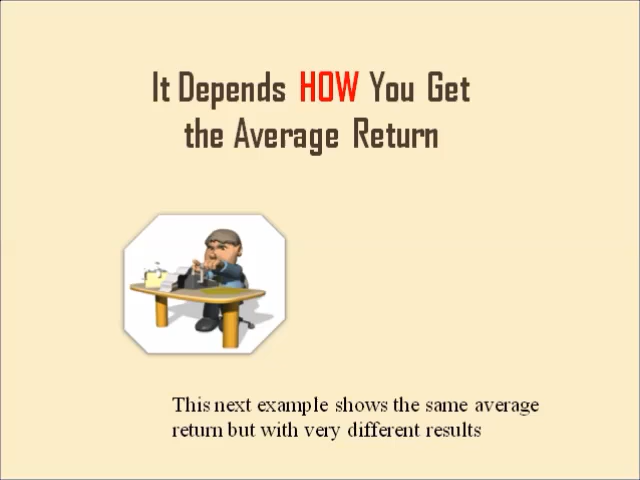 It Depends HOW You Get
the Average Return
This next example shows the same average
return but with very different results